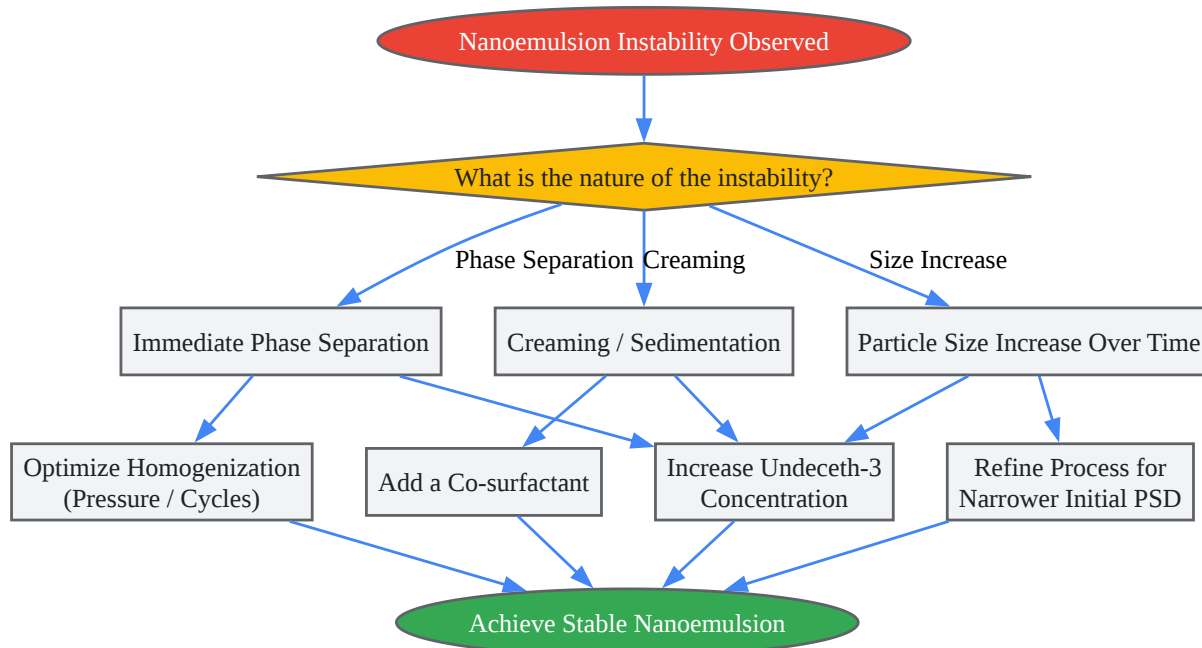 Nanoemulsion Instability Observed
What is the nature of the instability?
Phase Separation
Creaming
Size Increase
Immediate Phase Separation
Creaming / Sedimentation
Particle Size Increase Over Time
Optimize Homogenization
(Pressure / Cycles)
Add a Co-surfactant
Increase Undeceth-3
Concentration
Refine Process for
Narrower Initial PSD
Achieve Stable Nanoemulsion